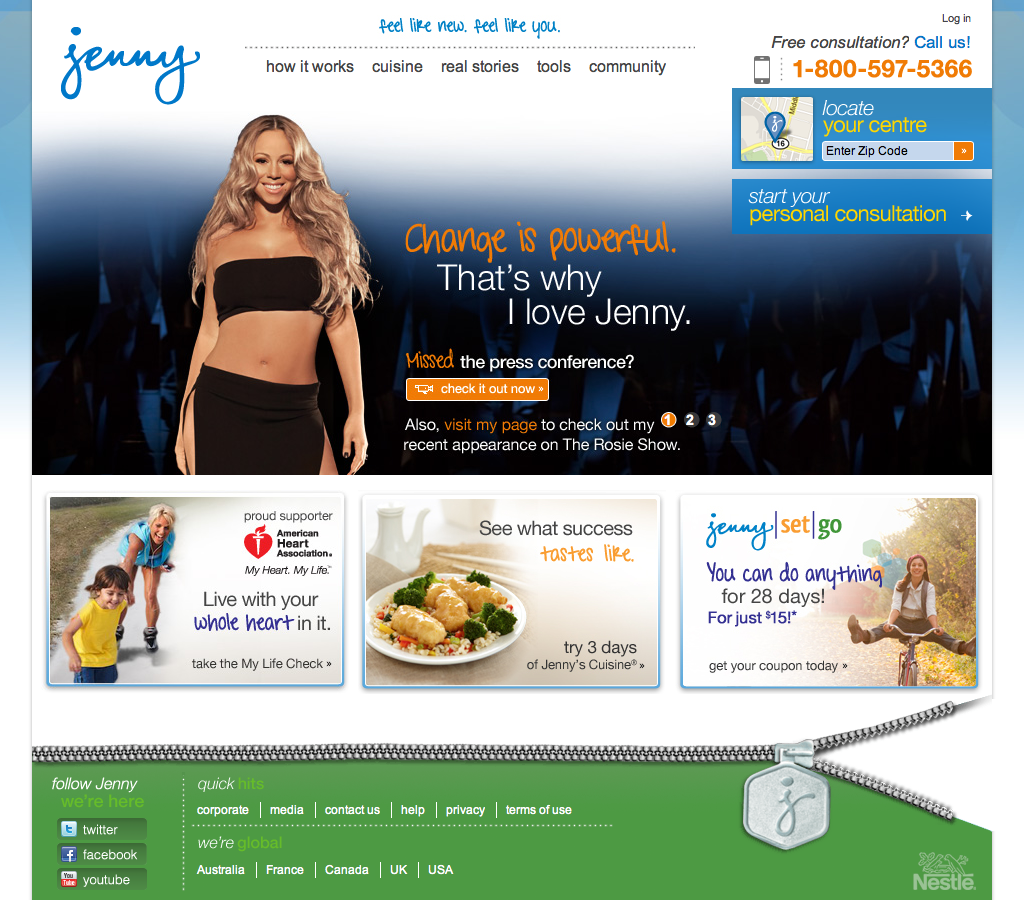 jenny
feel like new. feel like you.
Log in
Free consultation? Call us!
1-800-597-5366
how it works cuisine real stories tools community
locate
your centre
Middl
16
Enter Zip Code »
start your
personal consultation
Change is powerful.
That's why
I love Jenny.
Missed the press conference?
check it out now »
Also, visit my page to check out my
recent appearance on The Rosie Show.
1 2 3
proud supporter
American
Heart
Association®
My Heart. My Life.™
Live with your
whole heart in it.
take the My Life Check »
See what success
tastes like.
try 3 days
of Jenny's Cuisine® »
jenny|set|go
You can do anything
for 28 days!
For just $15!*
get your coupon today »
follow Jenny
we're here
twitter
facebook
You Tube youtube
quick hits
corporate media contact us help privacy terms of use
we're global
Australia France Canada UK USA
j
Nestlé®